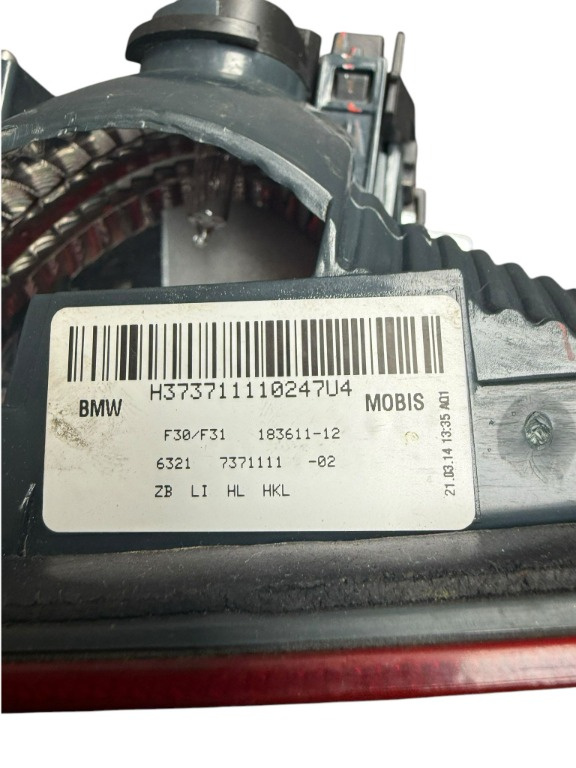 H373711110247U4
BMW MOBIS
F30/F31 183611-12
6321 7371111 -02
ZB LI HL HKL
21.03.14 13:35 A01